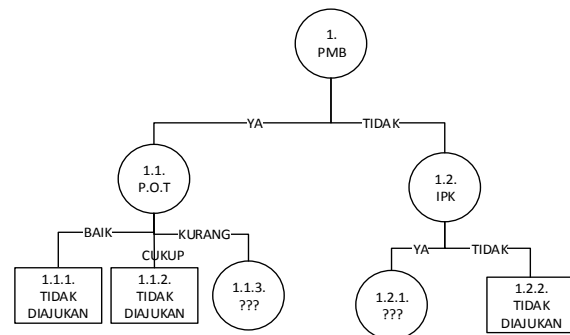 1.
PMB
YA
TIDAK
1.1.
P.O.T
1.2.
IPK
BAIK
KURANG
CUKUP
YA
TIDAK
1.1.1.
TIDAK
DIAJUKAN
1.1.2.
TIDAK
DIAJUKAN
1.1.3.
???
1.2.1.
???
1.2.2.
TIDAK
DIAJUKAN